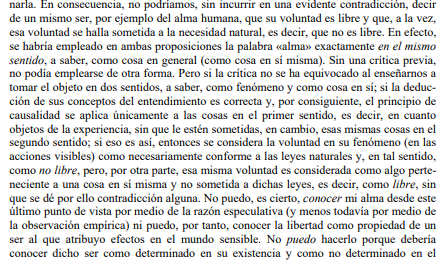 narla. En consecuencia, no podríamos, sin incurrir en una evidente contradicción, decir
de un mismo ser, por ejemplo del alma humana, que su voluntad es libre y que, a la vez,
esa voluntad se halla sometida a la necesidad natural, es decir, que no es libre. En efecto,
se habría empleado en ambas proposiciones la palabra «alma» exactamente en el mismo
sentido, a saber, como cosa en general (como cosa en sí misma). Sin una crítica previa,
no podía emplearse de otra forma. Pero si la crítica no se ha equivocado al enseñarnos a
tomar el objeto en dos sentidos, a saber, como fenómeno y como cosa en sí; si la deduc-
ción de sus conceptos del entendimiento es correcta y, por consiguiente, el principio de
causalidad se aplica únicamente a las cosas en el primer sentido, es decir, en cuanto
objetos de la experiencia, sin que le estén sometidas, en cambio, esas mismas cosas en el
segundo sentido; si eso es así, entonces se considera la voluntad en su fenómeno (en las
acciones visibles) como necesariamente conforme a las leyes naturales y, en tal sentido,
como no libre, pero, por otra parte, esa misma voluntad es considerada como algo perte-
neciente a una cosa en sí misma y no sometida a dichas leyes, es decir, como libre, sin
que se dé por ello contradicción alguna. No puedo, es cierto, conocer mi alma desde este
último punto de vista por medio de la razón especulativa (y menos todavía por medio de
la observación empírica) ni puedo, por tanto, conocer la libertad como propiedad de un
ser al que atribuyo efectos en el mundo sensible. No puedo hacerlo porque debería
conocer dicho ser como determinado en su existencia y como no determinado en el